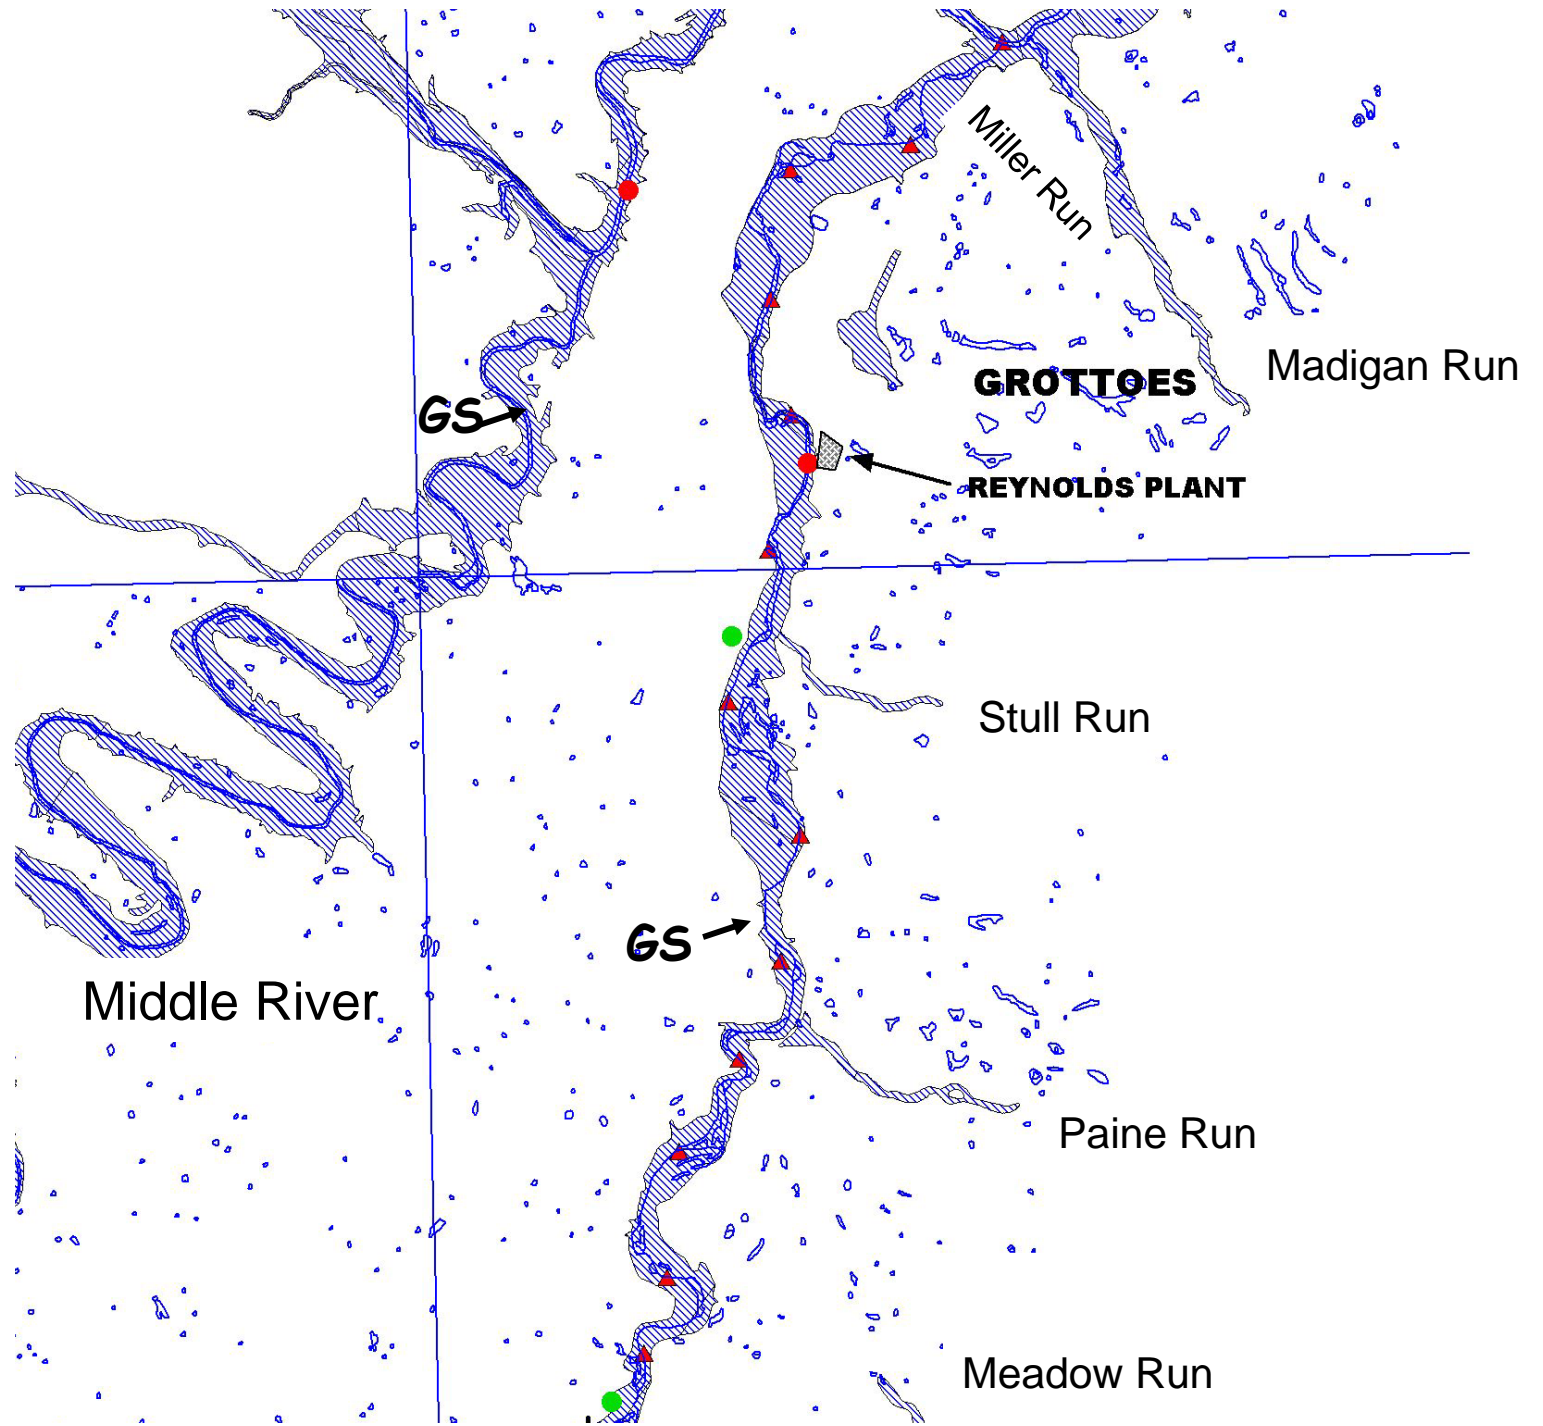 Miller Run
Madigan Run
GROTTOES
GS
REYNOLDS PLANT
Stull Run
GS
Middle River
Paine Run
Meadow Run